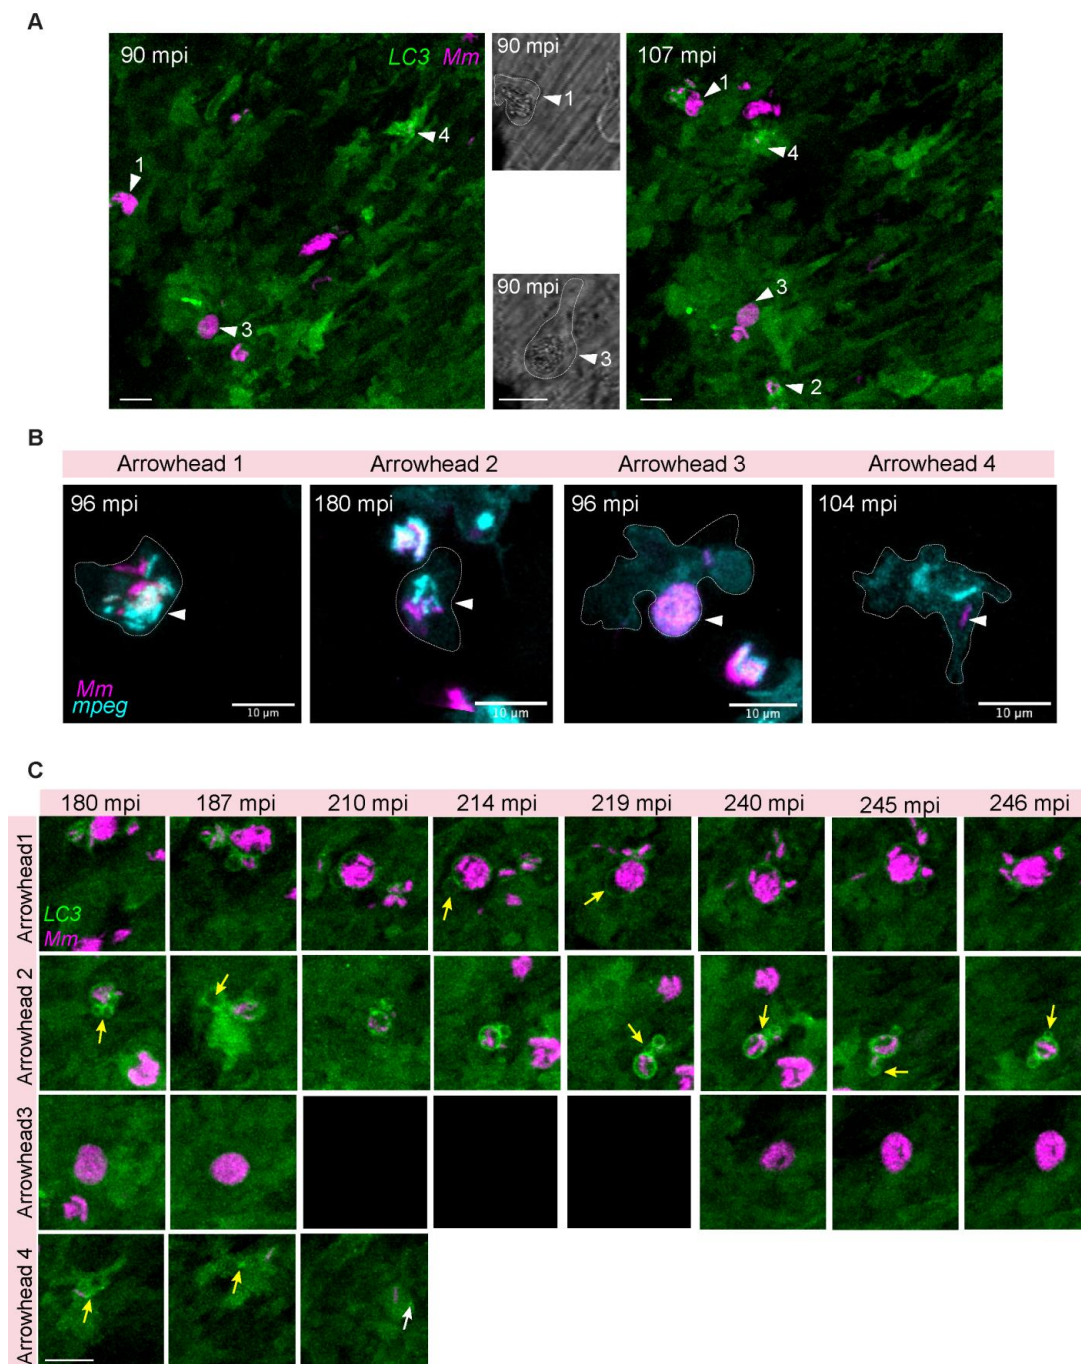 A
90 mpi
LC3 Mm
1
4
3
90 mpi
1
90 mpi
3
107 mpi
1
4
3
2
B
Arrowhead 1
Arrowhead 2
Arrowhead 3
Arrowhead 4
96 mpi
Mm
mpeg
10 µm
180 mpi
10 µm
96 mpi
10 µm
104 mpi
10 µm
C
180 mpi
187 mpi
210 mpi
214 mpi
219 mpi
240 mpi
245 mpi
246 mpi
Arrowhead1
LC3
Mm
Arrowhead 2
Arrowhead3
Arrowhead 4